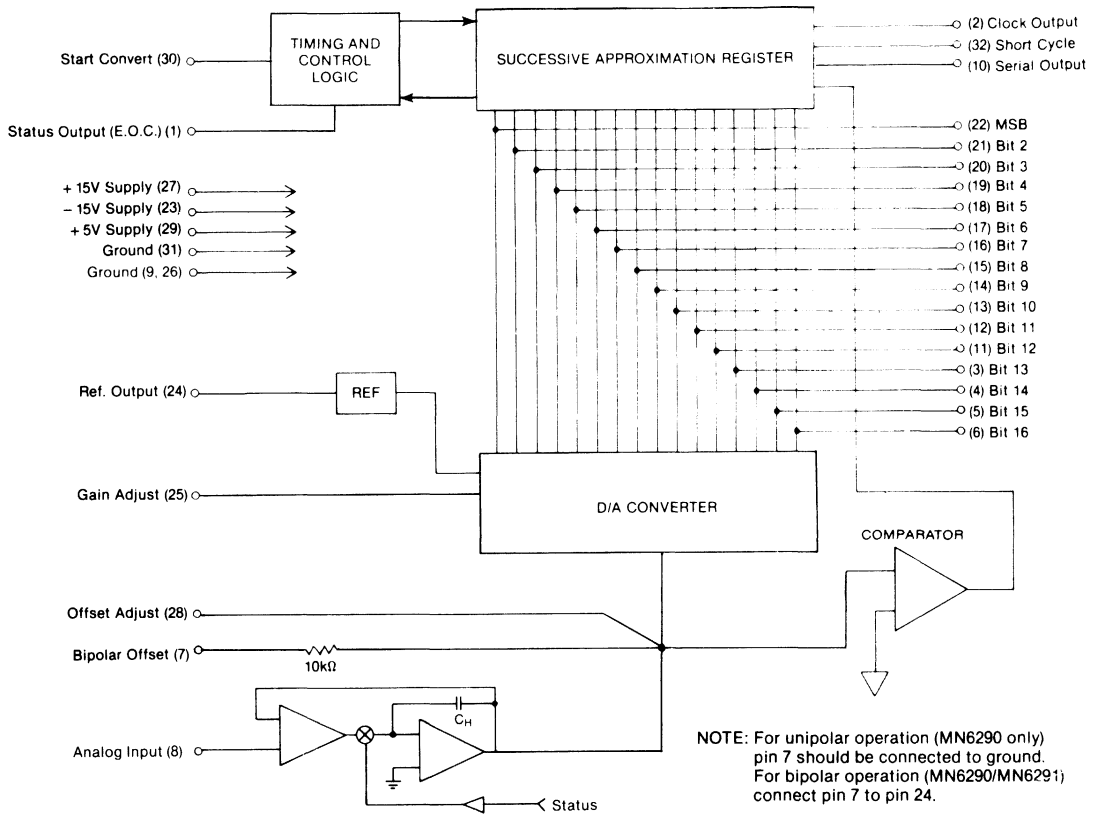 TIMING AND
CONTROL
LOGIC
SUCCESSIVE APPROXIMATION REGISTER
(2) Clock Output
(32) Short Cycle
(10) Serial Output
Start Convert (30)
Status Output (E.O.C.) (1)
+ 15V Supply (27)
− 15V Supply (23)
+ 5V Supply (29)
Ground (31)
Ground (9, 26)
(22) MSB
(21) Bit 2
(20) Bit 3
(19) Bit 4
(18) Bit 5
(17) Bit 6
(16) Bit 7
(15) Bit 8
(14) Bit 9
(13) Bit 10
(12) Bit 11
(11) Bit 12
(3) Bit 13
(4) Bit 14
(5) Bit 15
(6) Bit 16
Ref. Output (24)
REF
Gain Adjust (25)
D/A CONVERTER
COMPARATOR
Offset Adjust (28)
Bipolar Offset (7)
10kΩ
CH
Analog Input (8)
Status
NOTE: For unipolar operation (MN6290 only)
pin 7 should be connected to ground.
For bipolar operation (MN6290/MN6291)
connect pin 7 to pin 24.